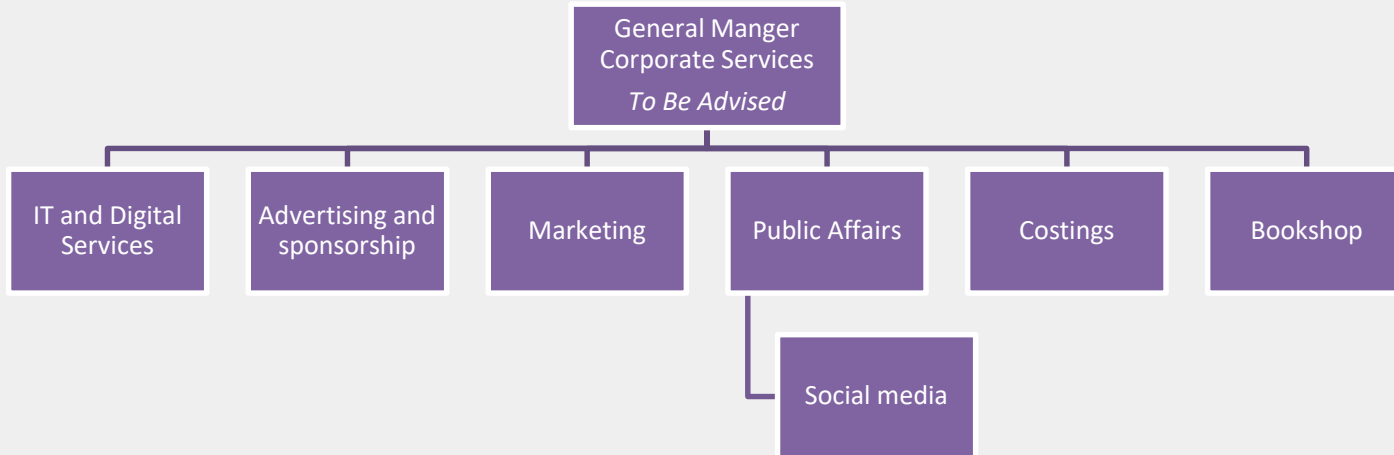 General Manger
Corporate Services
To Be Advised
IT and Digital
Services
Advertising and
sponsorship
Marketing
Public Affairs
Costings
Bookshop
Social media